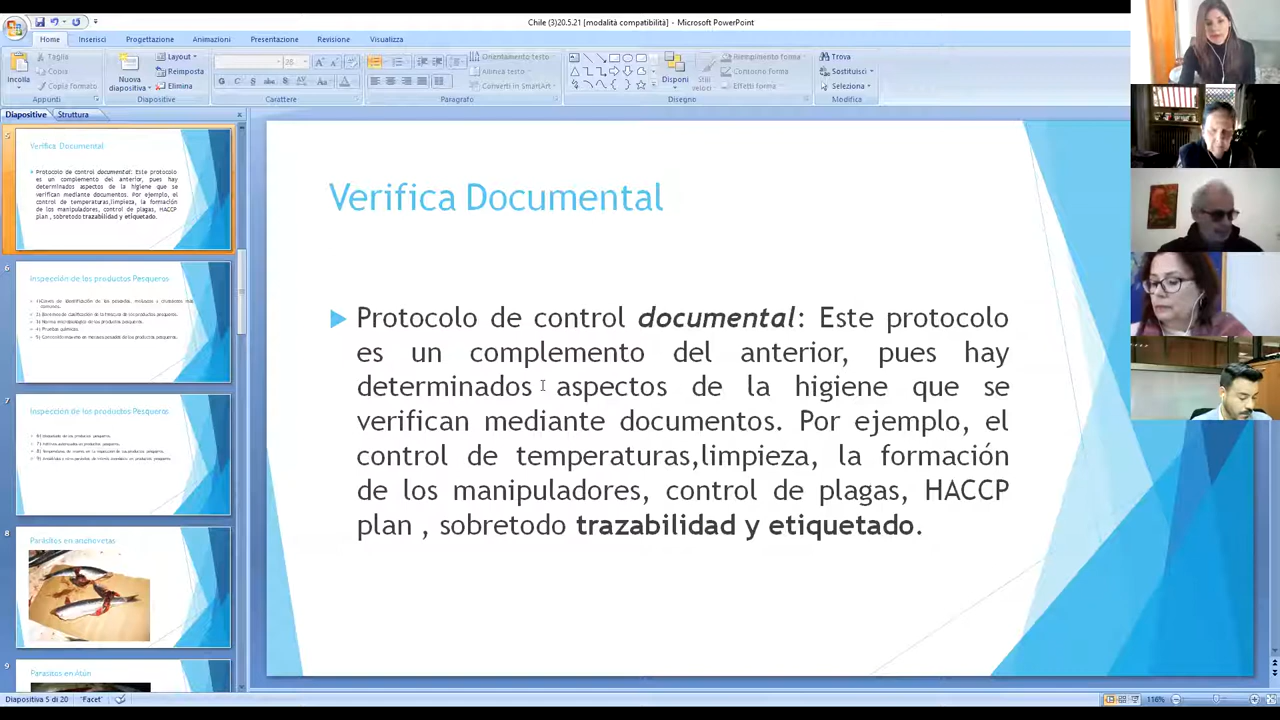 Chile (3)20.5.21 [modalità compatibilità] - Microsoft PowerPoint
Home Inserisci Progettazione Animazioni Presentazione Revisione Visualizza
Incolla
Taglia
Copia
Copia formato
Appunti
Nuova diapositiva
Layout
Reimposta
Elimina
Diapositive
28
Carattere
Orientamento testo
Allinea testo
Converti in SmartArt
Paragrafo
Disponi
Stili veloci
Riempimento forma
Contorno forma
Effetti forma
Disegno
Trova
Sostituisci
Seleziona
Modifica
Diapositive Struttura
5
Verifica Documental
Protocolo de control documental: Este protocolo
es un complemento del anterior, pues hay
determinados aspectos de la higiene que se
verifican mediante documentos. Por ejemplo, el
control de temperaturas,limpieza, la formación
de los manipuladores, control de plagas, HACCP
plan , sobretodo trazabilidad y etiquetado.
6
Inspección de los productos Pesqueros
7
Inspección de los productos Pesqueros
8
Parásitos en anchovetas
9
Parásitos en Atún
Verifica Documental
Protocolo de control documental: Este protocolo
es un complemento del anterior, pues hay
determinados aspectos de la higiene que se
verifican mediante documentos. Por ejemplo, el
control de temperaturas,limpieza, la formación
de los manipuladores, control de plagas, HACCP
plan , sobretodo trazabilidad y etiquetado.
Diapositiva 5 di 20 "Facet" 116%